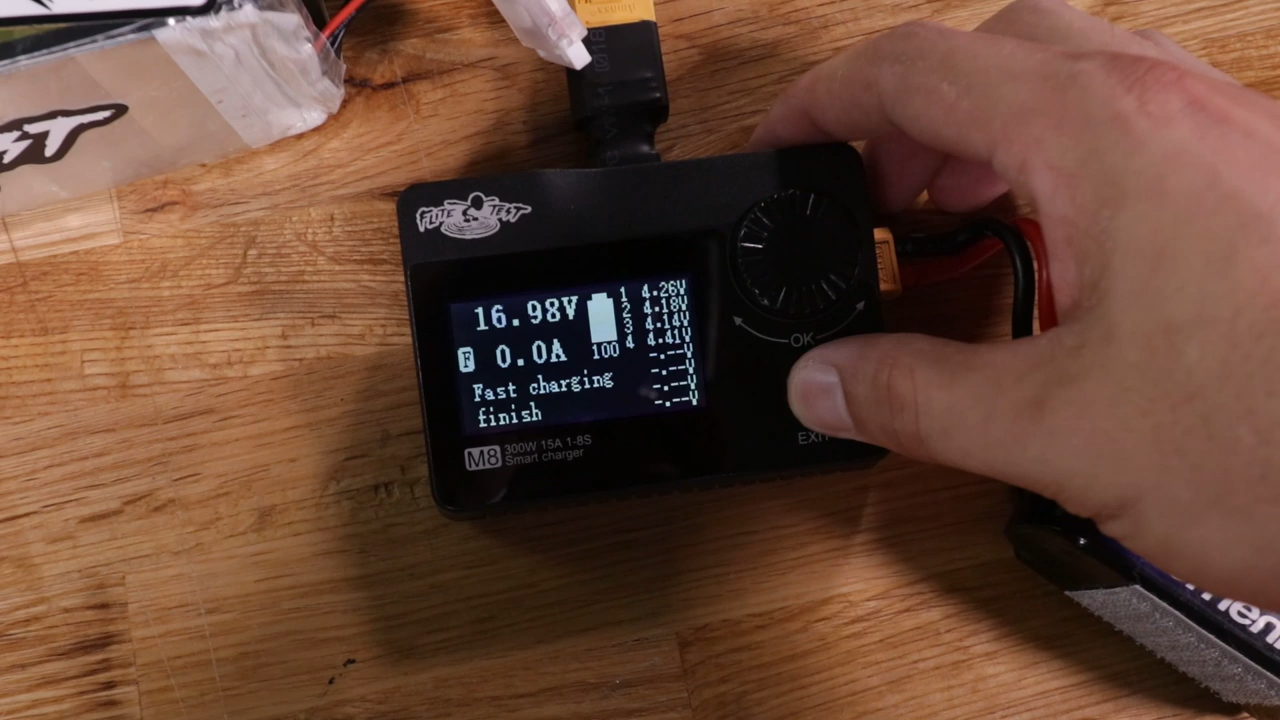 FLITE TEST
16.98V
F 0.0A
100
Fast charging
finish
1 4.26V
2 4.18V
3 4.14V
4 4.41V
-.--V
-.--V
-.--V
-.--V
OK
M8
300W 15A 1-8S
Smart charger